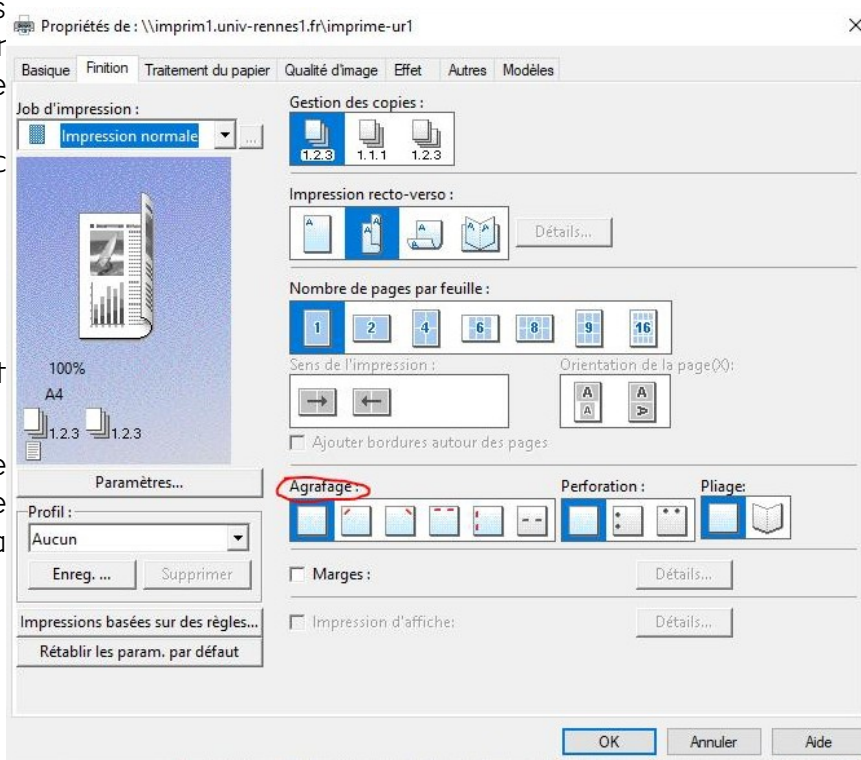 Propriétés de : \\imprim1.univ-rennes1.fr\imprime-ur1
Basique Finition Traitement du papier Qualité d'image Effet Autres Modèles
Job d'impression :
Impression normale
...
100%
A4
1.2.3 1.2.3
Paramètres...
Profil :
Aucun
Enreg. ... Supprimer
Impressions basées sur des règles...
Rétablir les param. par défaut
Gestion des copies :
1.2.3 1.1.1 1.2.3
Impression recto-verso :
A A A A A A A
Détails...
Nombre de pages par feuille :
1 2 4 6 8 9 16
Sens de l'impression : Orientation de la page(X):
A A
A A
Ajouter bordures autour des pages
Agrafage : Perforation : Pliage:
Marges : Détails...
Impression d'affiche: Détails...
OK Annuler Aide